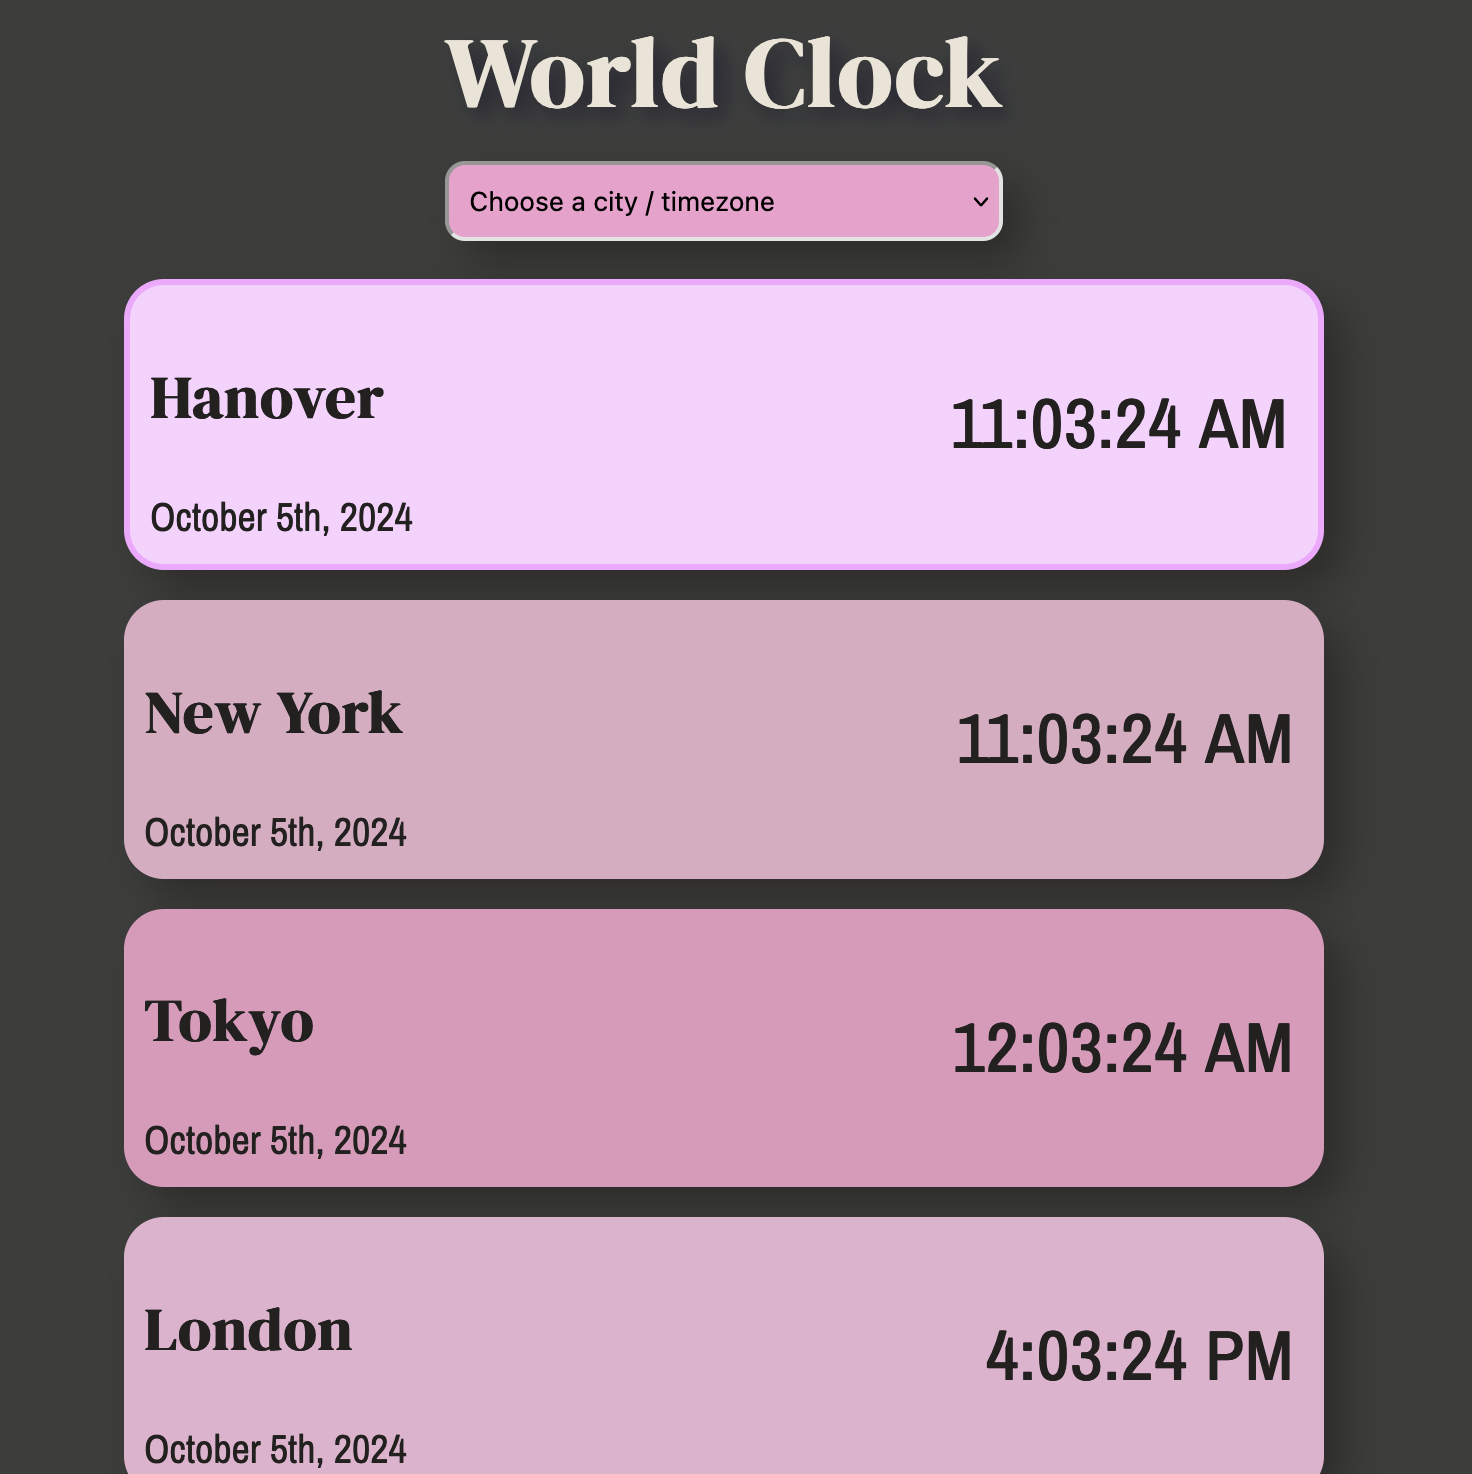 World Clock
Choose a city / timezone
Hanover
11:03:24 AM
October 5th, 2024
New York
11:03:24 AM
October 5th, 2024
Tokyo
12:03:24 AM
October 5th, 2024
London
4:03:24 PM
October 5th, 2024